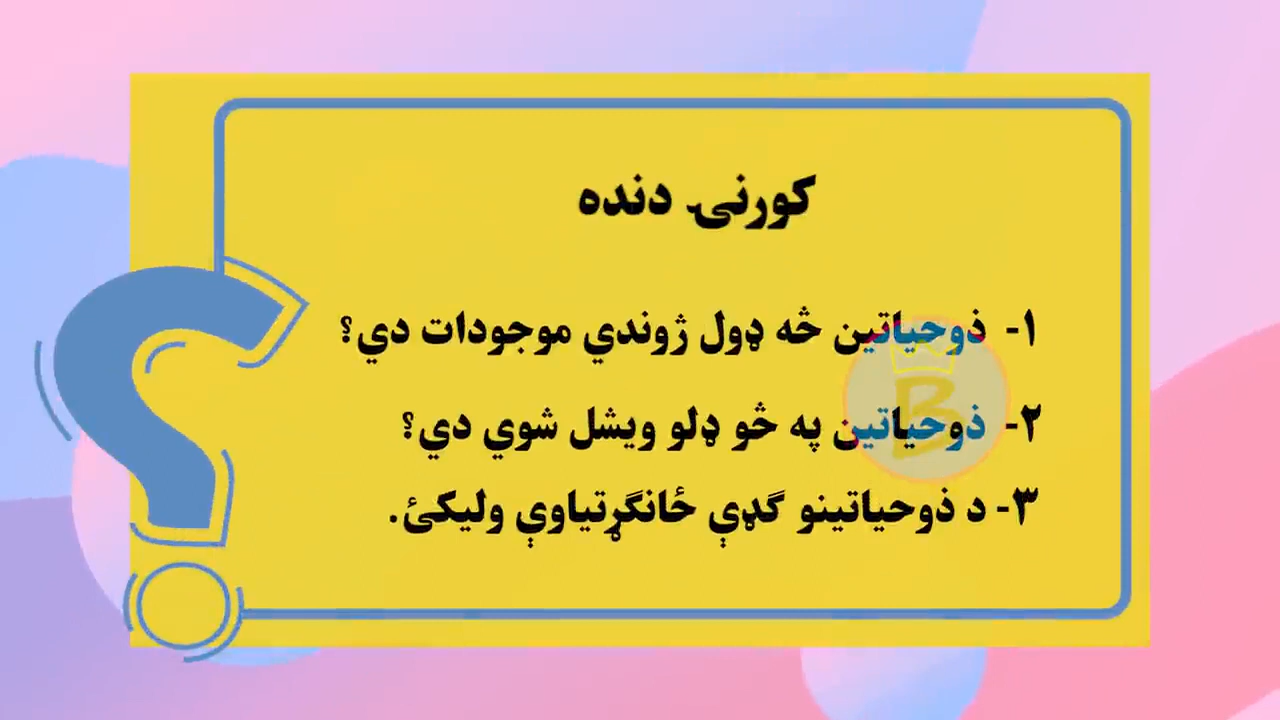 کورنۍ دنده
۱- ذوحیاتین څه ډول ژوندي موجودات دي؟
۲- ذوحیاتین په څو ډلو ویشل شوي دي؟
۳- د ذوحیاتینو ګډې ځانګړتیاوې ولیکئ.
B